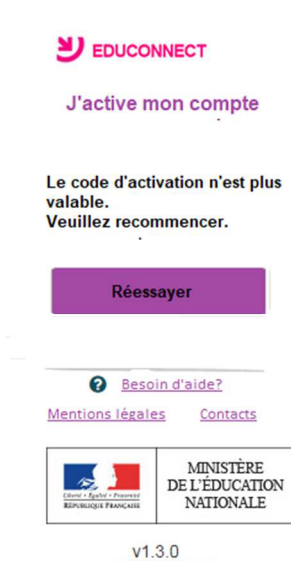 EDUCONNECT
J'active mon compte
Le code d'activation n'est plus
valable.
Veuillez recommencer.
Réessayer
? Besoin d'aide?
Mentions légales Contacts
Liberté • Égalité • Fraternité
RÉPUBLIQUE FRANÇAISE
MINISTÈRE
DE L'ÉDUCATION
NATIONALE
v1.3.0